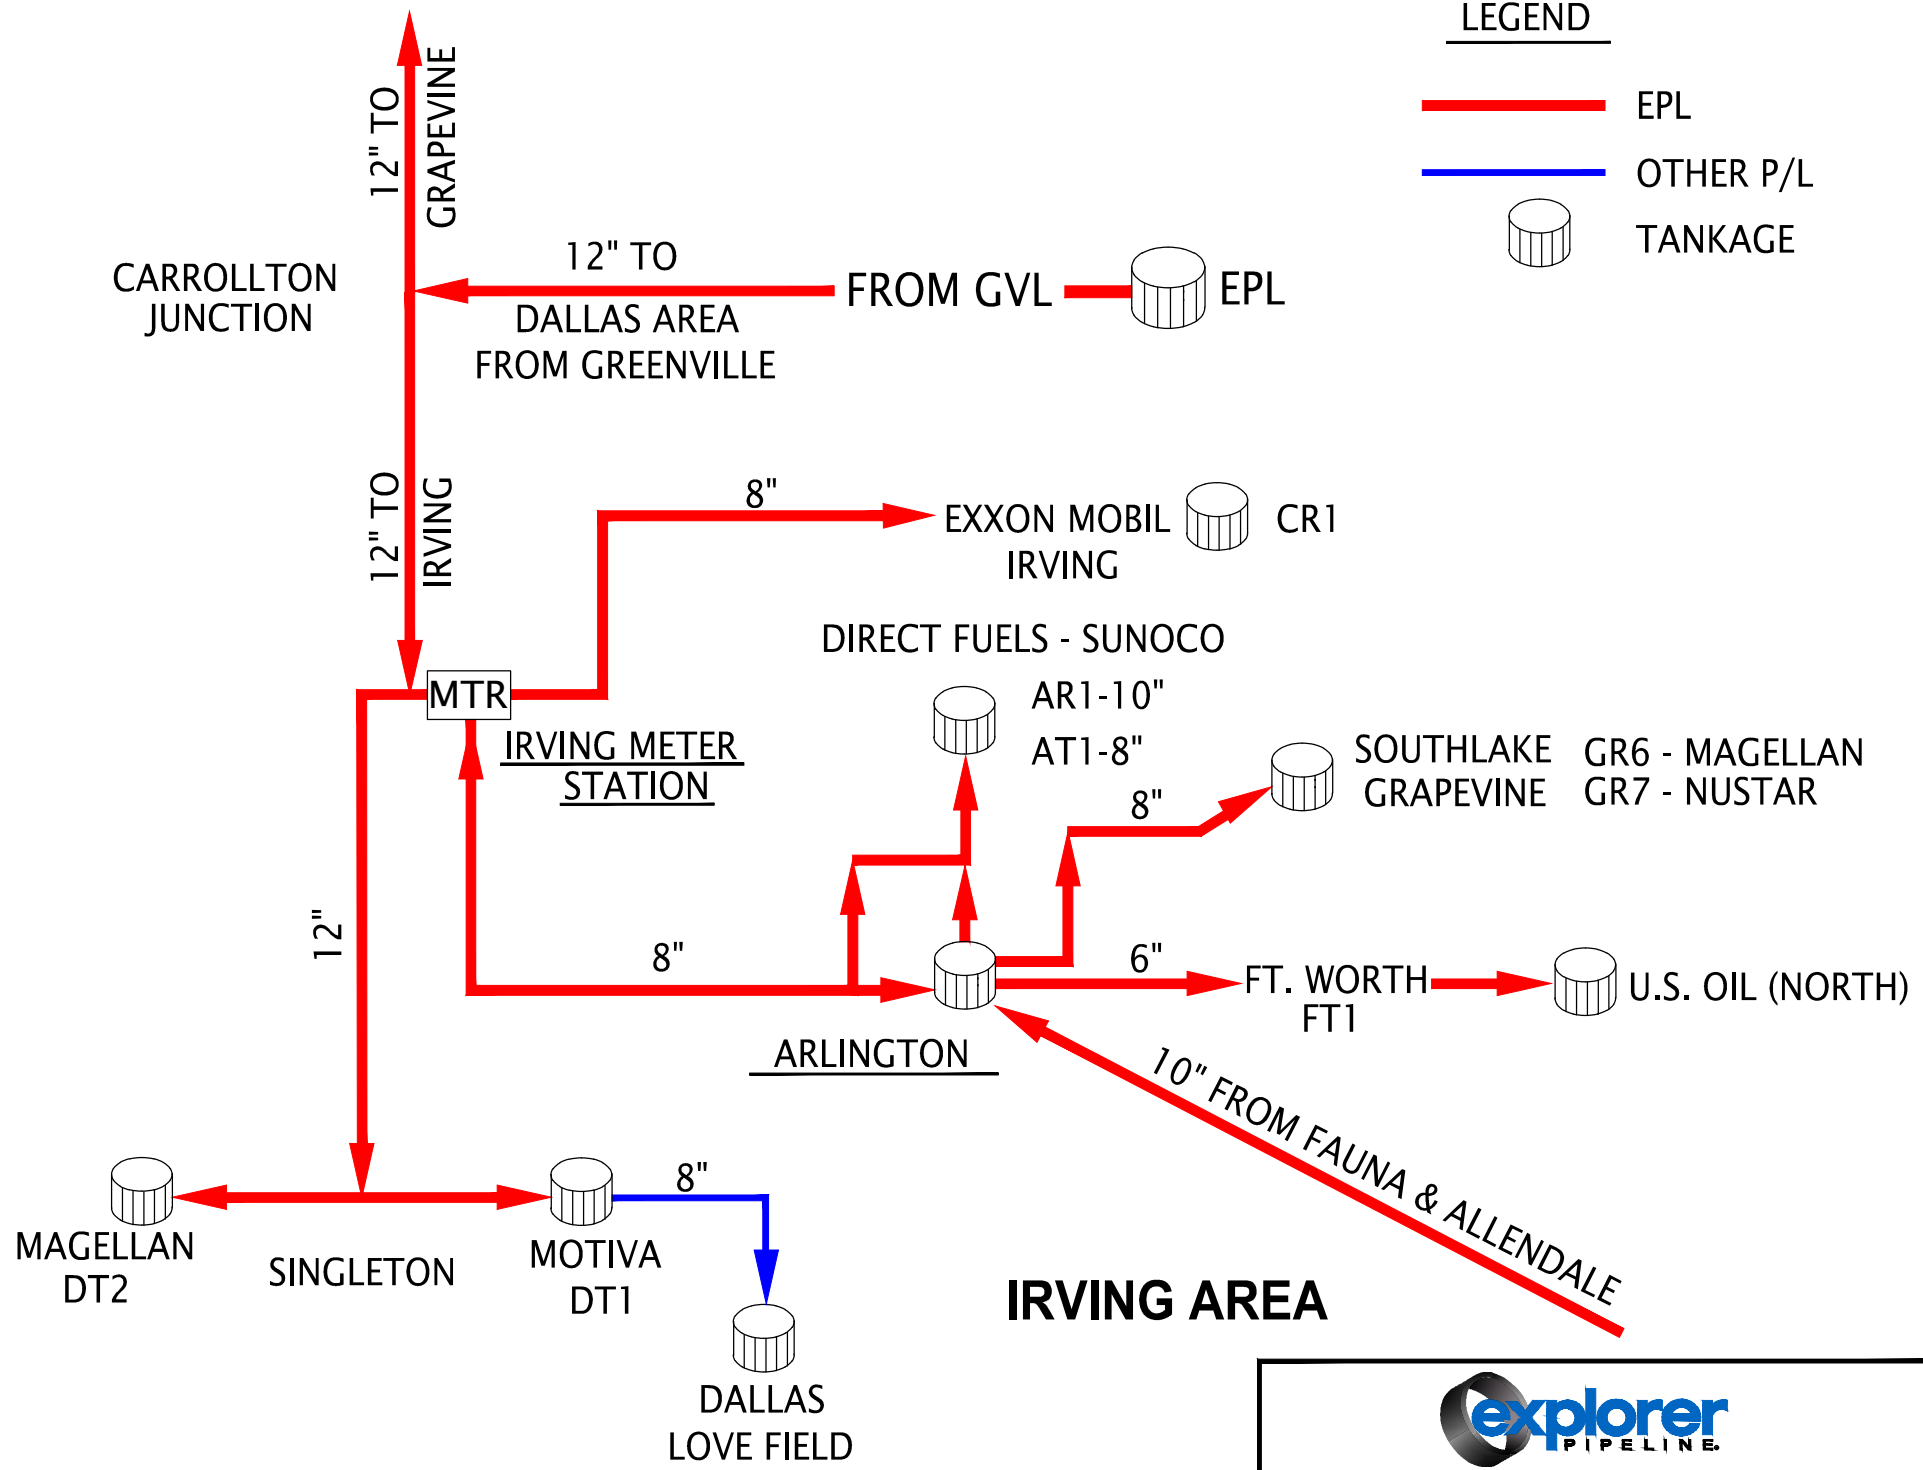 LEGEND
EPL
OTHER P/L
TANKAGE
12" TO
GRAPEVINE
CARROLLTON
JUNCTION
12" TO
DALLAS AREA
FROM GREENVILLE
FROM GVL
EPL
12" TO
IRVING
8"
EXXON MOBIL
IRVING
CR1
DIRECT FUELS - SUNOCO
AR1-10"
AT1-8"
MTR
IRVING METER
STATION
SOUTHLAKE
GRAPEVINE
GR6 - MAGELLAN
GR7 - NUSTAR
8"
12"
8"
6"
FT. WORTH
FT1
U.S. OIL (NORTH)
ARLINGTON
10" FROM FAUNA & ALLENDALE
8"
MAGELLAN
DT2
SINGLETON
MOTIVA
DT1
DALLAS
LOVE FIELD
IRVING AREA
explorer
PIPELINE.